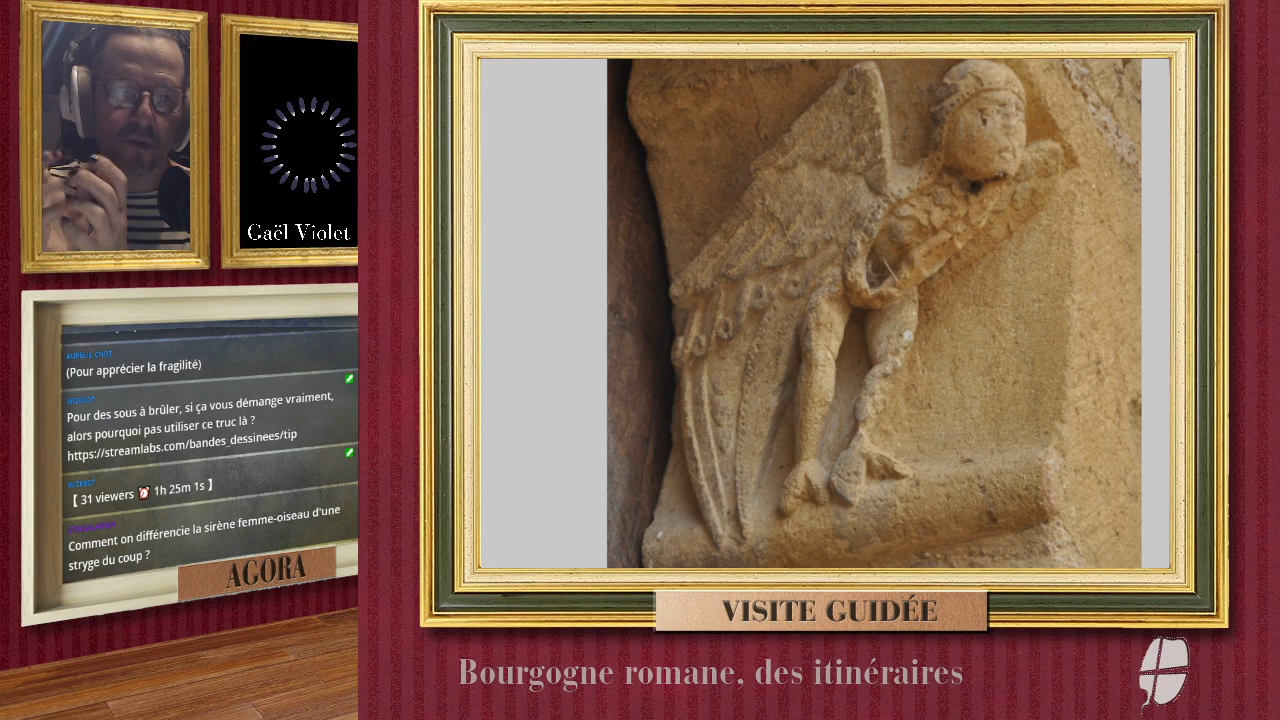 Gaël Violet
(Pour apprécier la fragilité)
WIZEBOT
Pour des sous à brûler, si ça vous démange vraiment,
alors pourquoi pas utiliser ce truc là ?
https://streamlabs.com/bandes_dessinees/tip
WIZEBOT
【 31 viewers ⏰ 1h 25m 1s 】
Comment on différencie la sirène femme-oiseau d'une
stryge du coup ?
AGORA
VISITE GUIDÉE
Bourgogne romane, des itinéraires